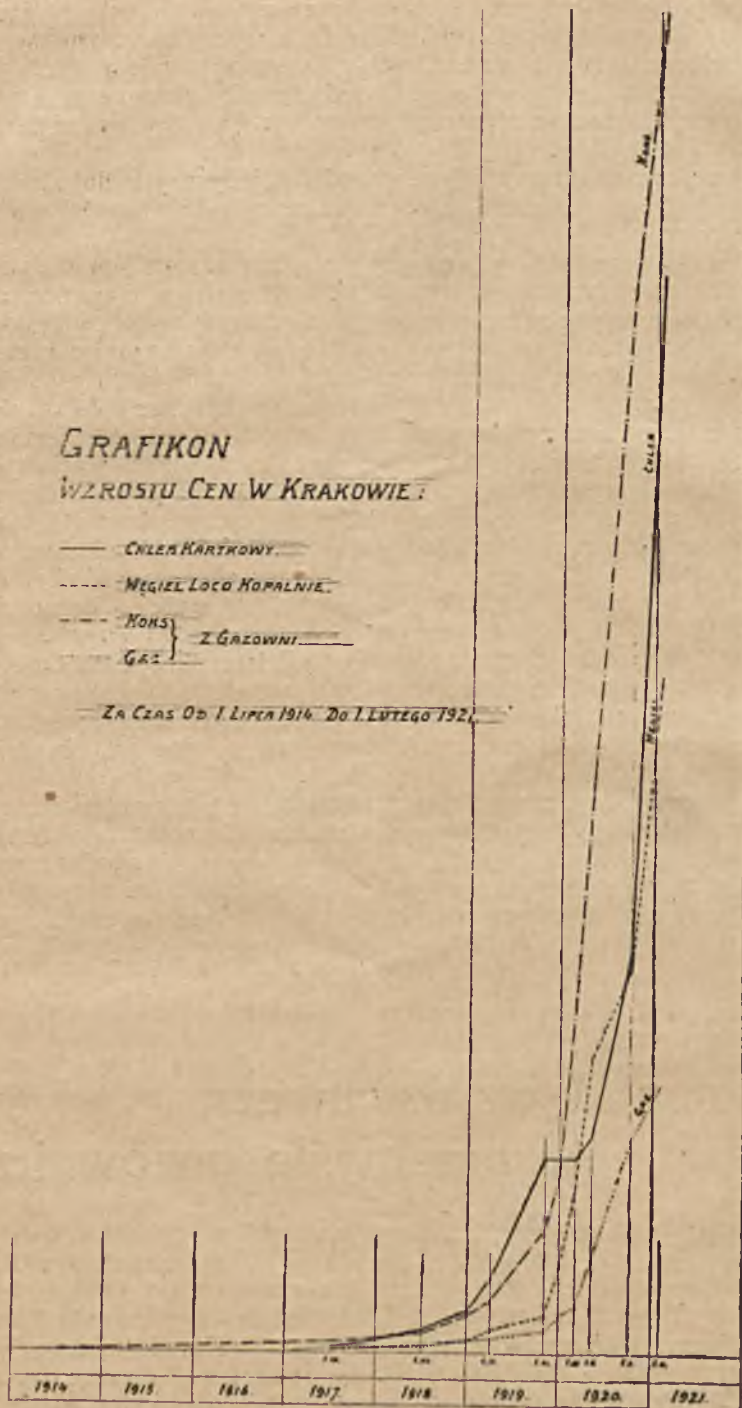 GRAFIKON
WZROSTU CEN W KRAKOWIE:
CHLEB KARTKOWY.
WĘGIEL LOCO KOPALNIE.
KOKS
GAZ
Z GAZOWNI
ZA CZAS OD 1. LIPCA 1914 DO 1. LUTEGO 1921.
KOKS
CHLEB
WĘGIEL
GAZ
1914 1915 1916 1917 1918 1919. 1920. 1921.